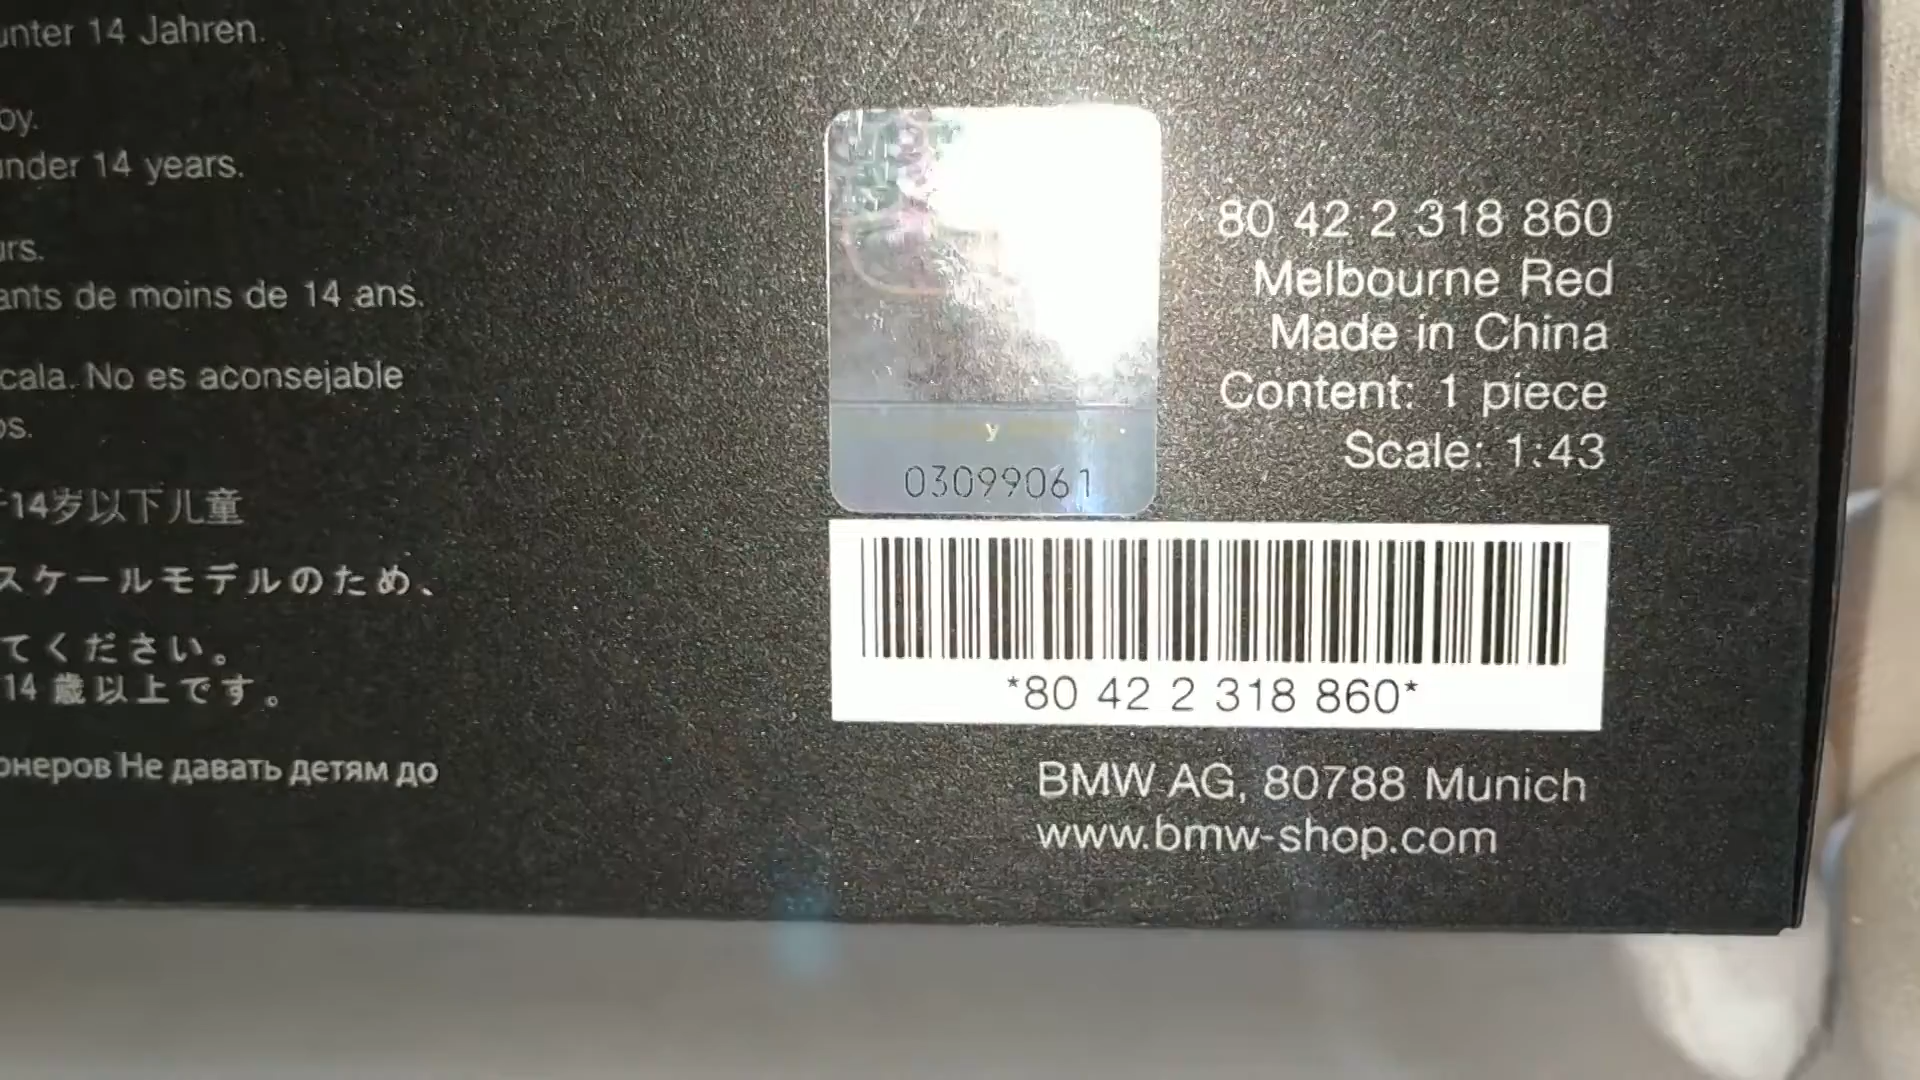 unter 14 Jahren.
oy.
under 14 years.
urs.
ants de moins de 14 ans.
cala. No es aconsejable
os.
14岁以下儿童
スケールモデルのため、
てください。
14 歳以上です。
онеров Не давать детям до
y
03099061
80 42 2 318 860
Melbourne Red
Made in China
Content: 1 piece
Scale: 1:43
*80 42 2 318 860*
BMW AG, 80788 Munich
www.bmw-shop.com